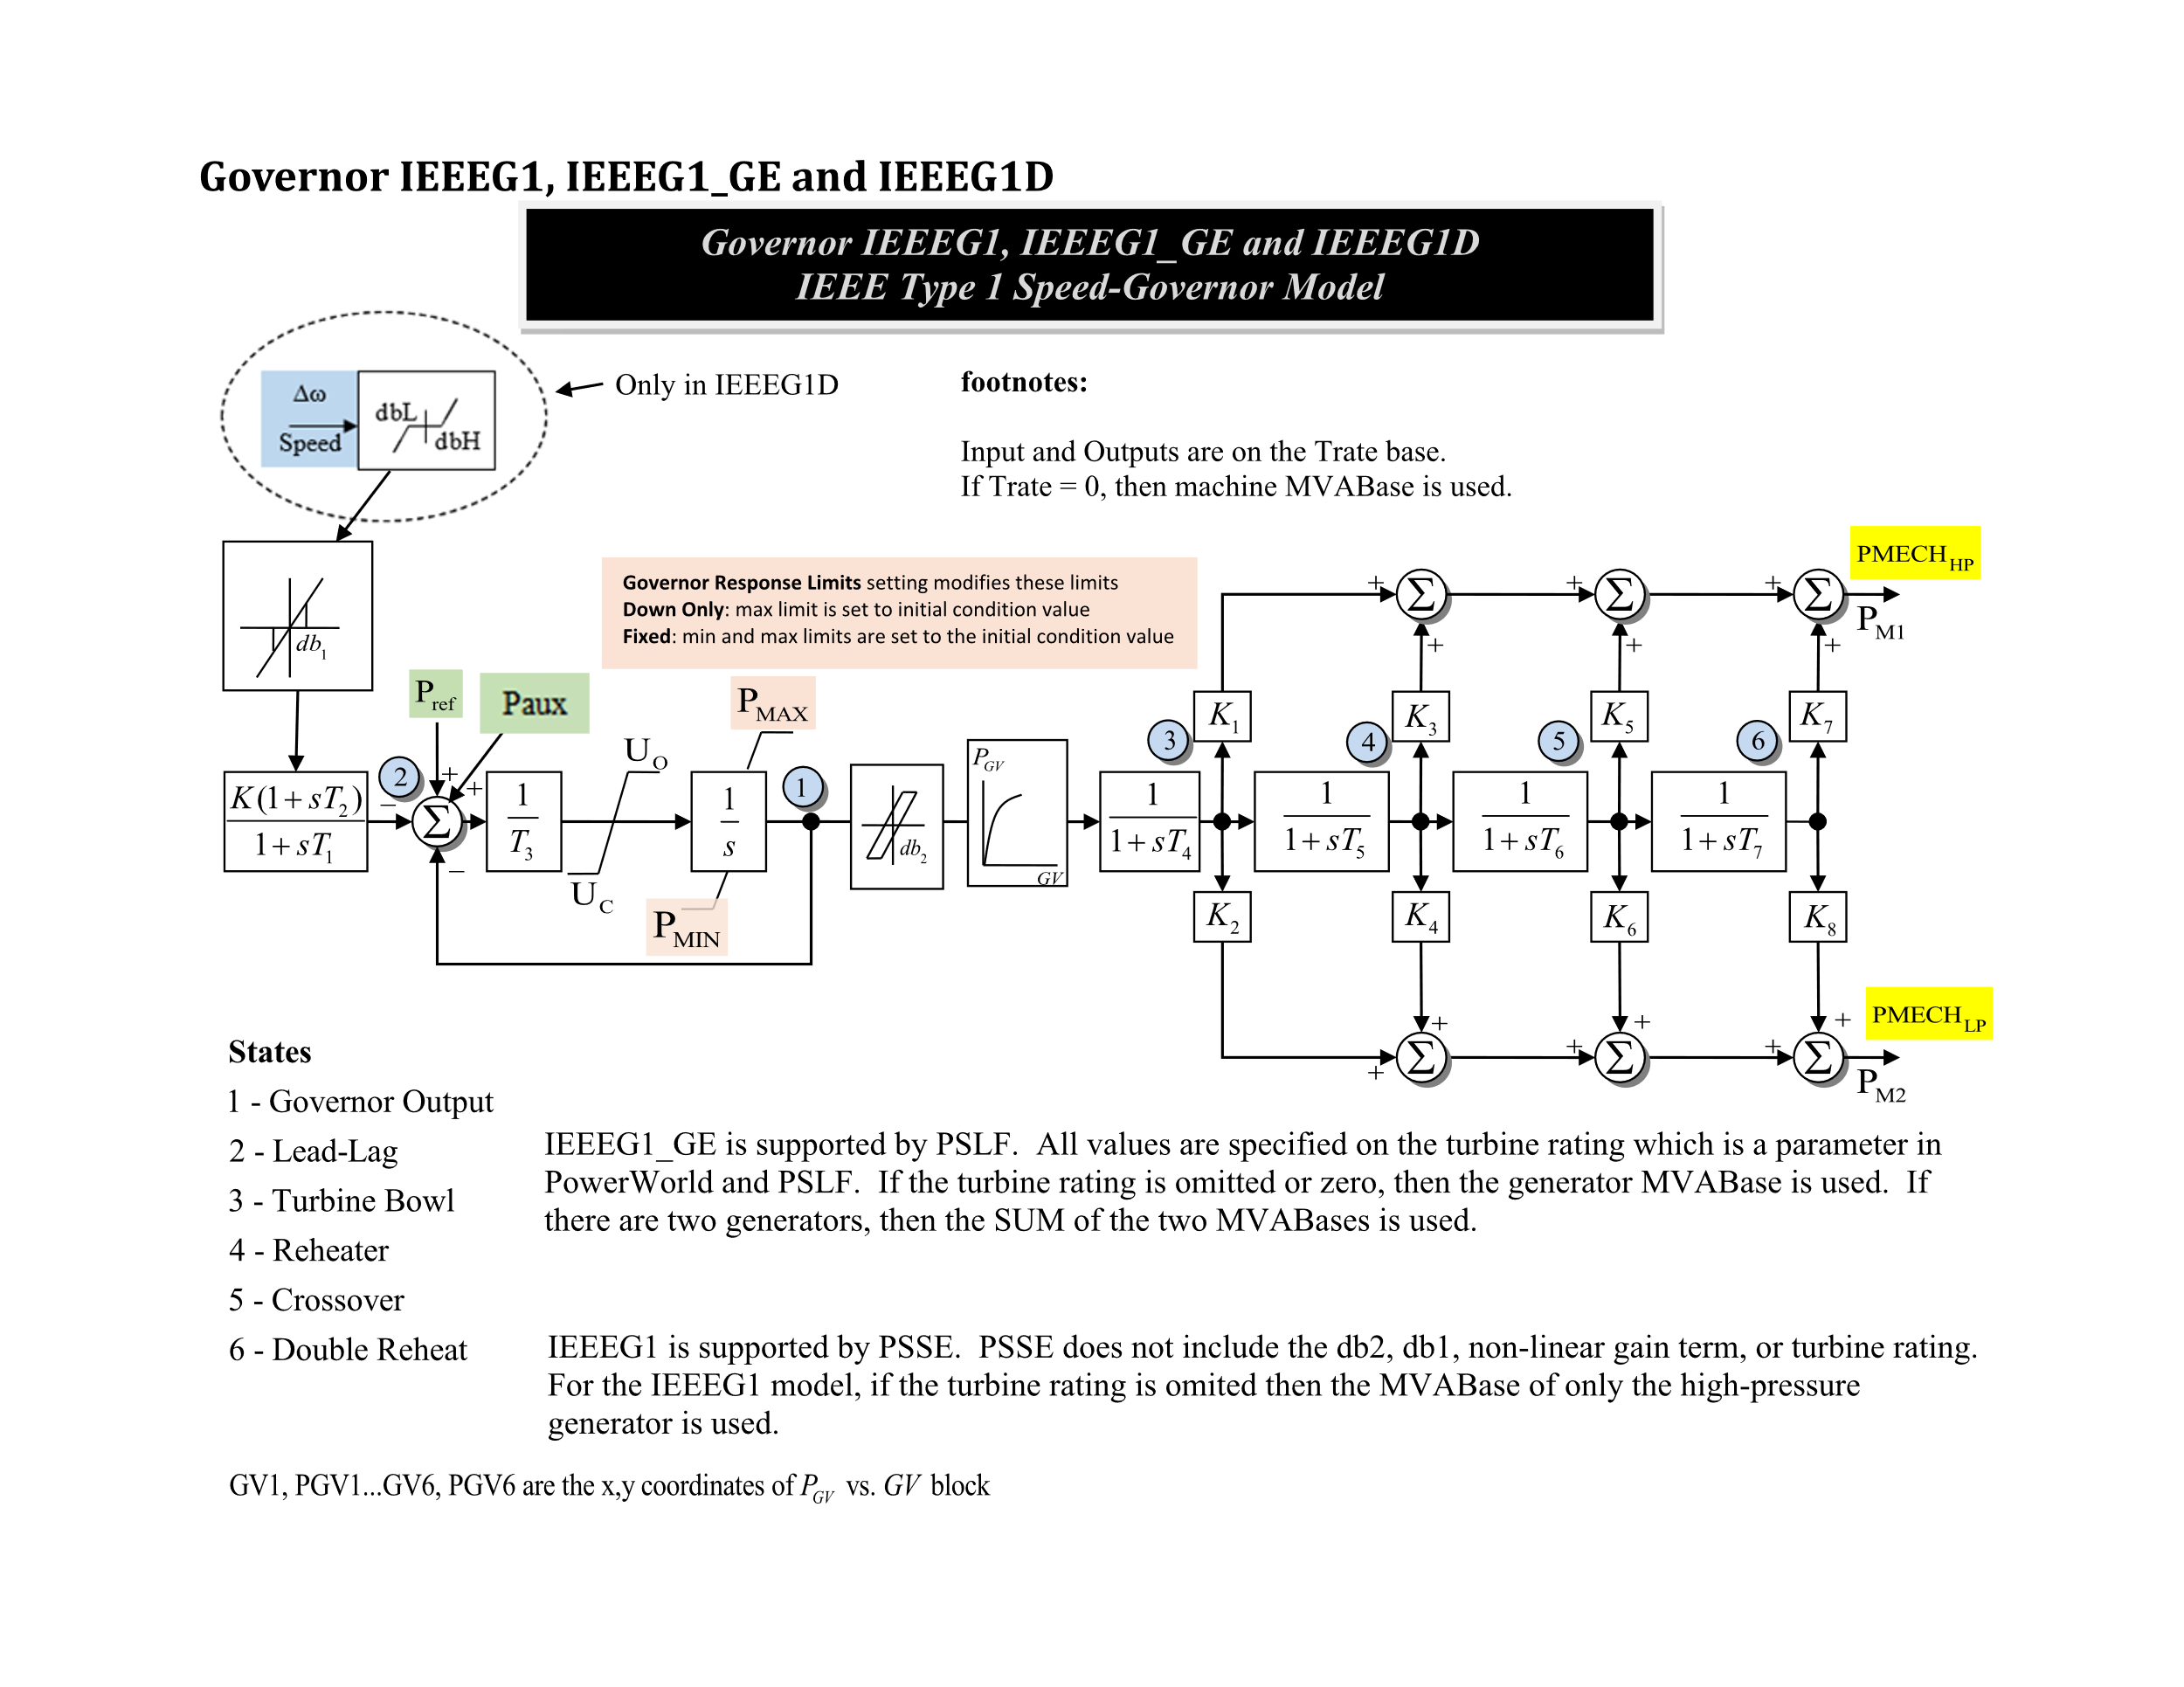 Governor IEEEG1, IEEEG1_GE and IEEEG1D
Governor IEEEG1, IEEEG1_GE and IEEEG1D
IEEE Type 1 Speed-Governor Model
Δω
Speed
dbL
dbH
Only in IEEEG1D
footnotes:
Input and Outputs are on the Trate base.
If Trate = 0, then machine MVABase is used.
db1
Governor Response Limits setting modifies these limits
Down Only: max limit is set to initial condition value
Fixed: min and max limits are set to the initial condition value
PMECH HP
+ Σ + Σ + Σ
PM1
+ + +
Pref
Paux
PMAX
K1 K3 K5 K7
3 4 5 6
UO
PGV
2 + + 1
K(1+sT2)
1+sT1
− Σ −
1
T3
1
s
db2
GV
1
1+sT4
1
1+sT5
1
1+sT6
1
1+sT7
UC
PMIN
K2 K4 K6 K8
PMECH LP
+ + +
+ Σ + Σ + Σ
PM2
States
1 - Governor Output
2 - Lead-Lag
3 - Turbine Bowl
4 - Reheater
5 - Crossover
6 - Double Reheat
IEEEG1_GE is supported by PSLF. All values are specified on the turbine rating which is a parameter in
PowerWorld and PSLF. If the turbine rating is omitted or zero, then the generator MVABase is used. If
there are two generators, then the SUM of the two MVABases is used.
IEEEG1 is supported by PSSE. PSSE does not include the db2, db1, non-linear gain term, or turbine rating.
For the IEEEG1 model, if the turbine rating is omited then the MVABase of only the high-pressure
generator is used.
GV1, PGV1...GV6, PGV6 are the x,y coordinates of PGV vs. GV block